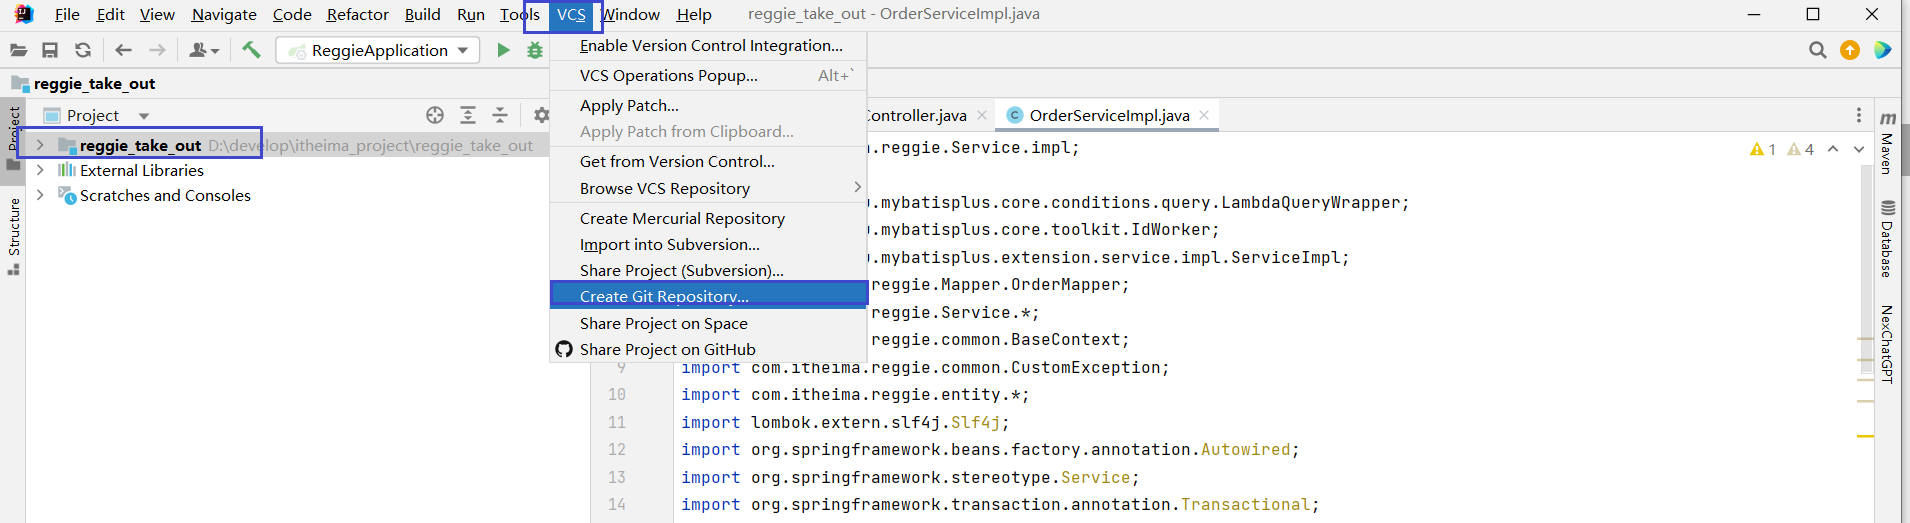 File Edit View Navigate Code Refactor Build Run Tools VCS Window Help reggie_take_out - OrderServiceImpl.java
ReggieApplication
reggie_take_out
Project
reggie_take_out D:\develop\itheima_project\reggie_take_out
External Libraries
Scratches and Consoles
Project
Structure
Enable Version Control Integration...
VCS Operations Popup... Alt+`
Apply Patch...
Apply Patch from Clipboard...
Get from Version Control...
Browse VCS Repository
Create Mercurial Repository
Import into Subversion...
Share Project (Subversion)...
Create Git Repository...
Share Project on Space
Share Project on GitHub
Controller.java OrderServiceImpl.java
1 4
.reggie.Service.impl;
.mybatisplus.core.conditions.query.LambdaQueryWrapper;
.mybatisplus.core.toolkit.IdWorker;
.mybatisplus.extension.service.impl.ServiceImpl;
reggie.Mapper.OrderMapper;
reggie.Service.*;
reggie.common.BaseContext;
9 import com.itheima.reggie.common.CustomException;
10 import com.itheima.reggie.entity.*;
11 import lombok.extern.slf4j.Slf4j;
12 import org.springframework.beans.factory.annotation.Autowired;
13 import org.springframework.stereotype.Service;
14 import org.springframework.transaction.annotation.Transactional;
m
Maven
Database
NexChatGPT